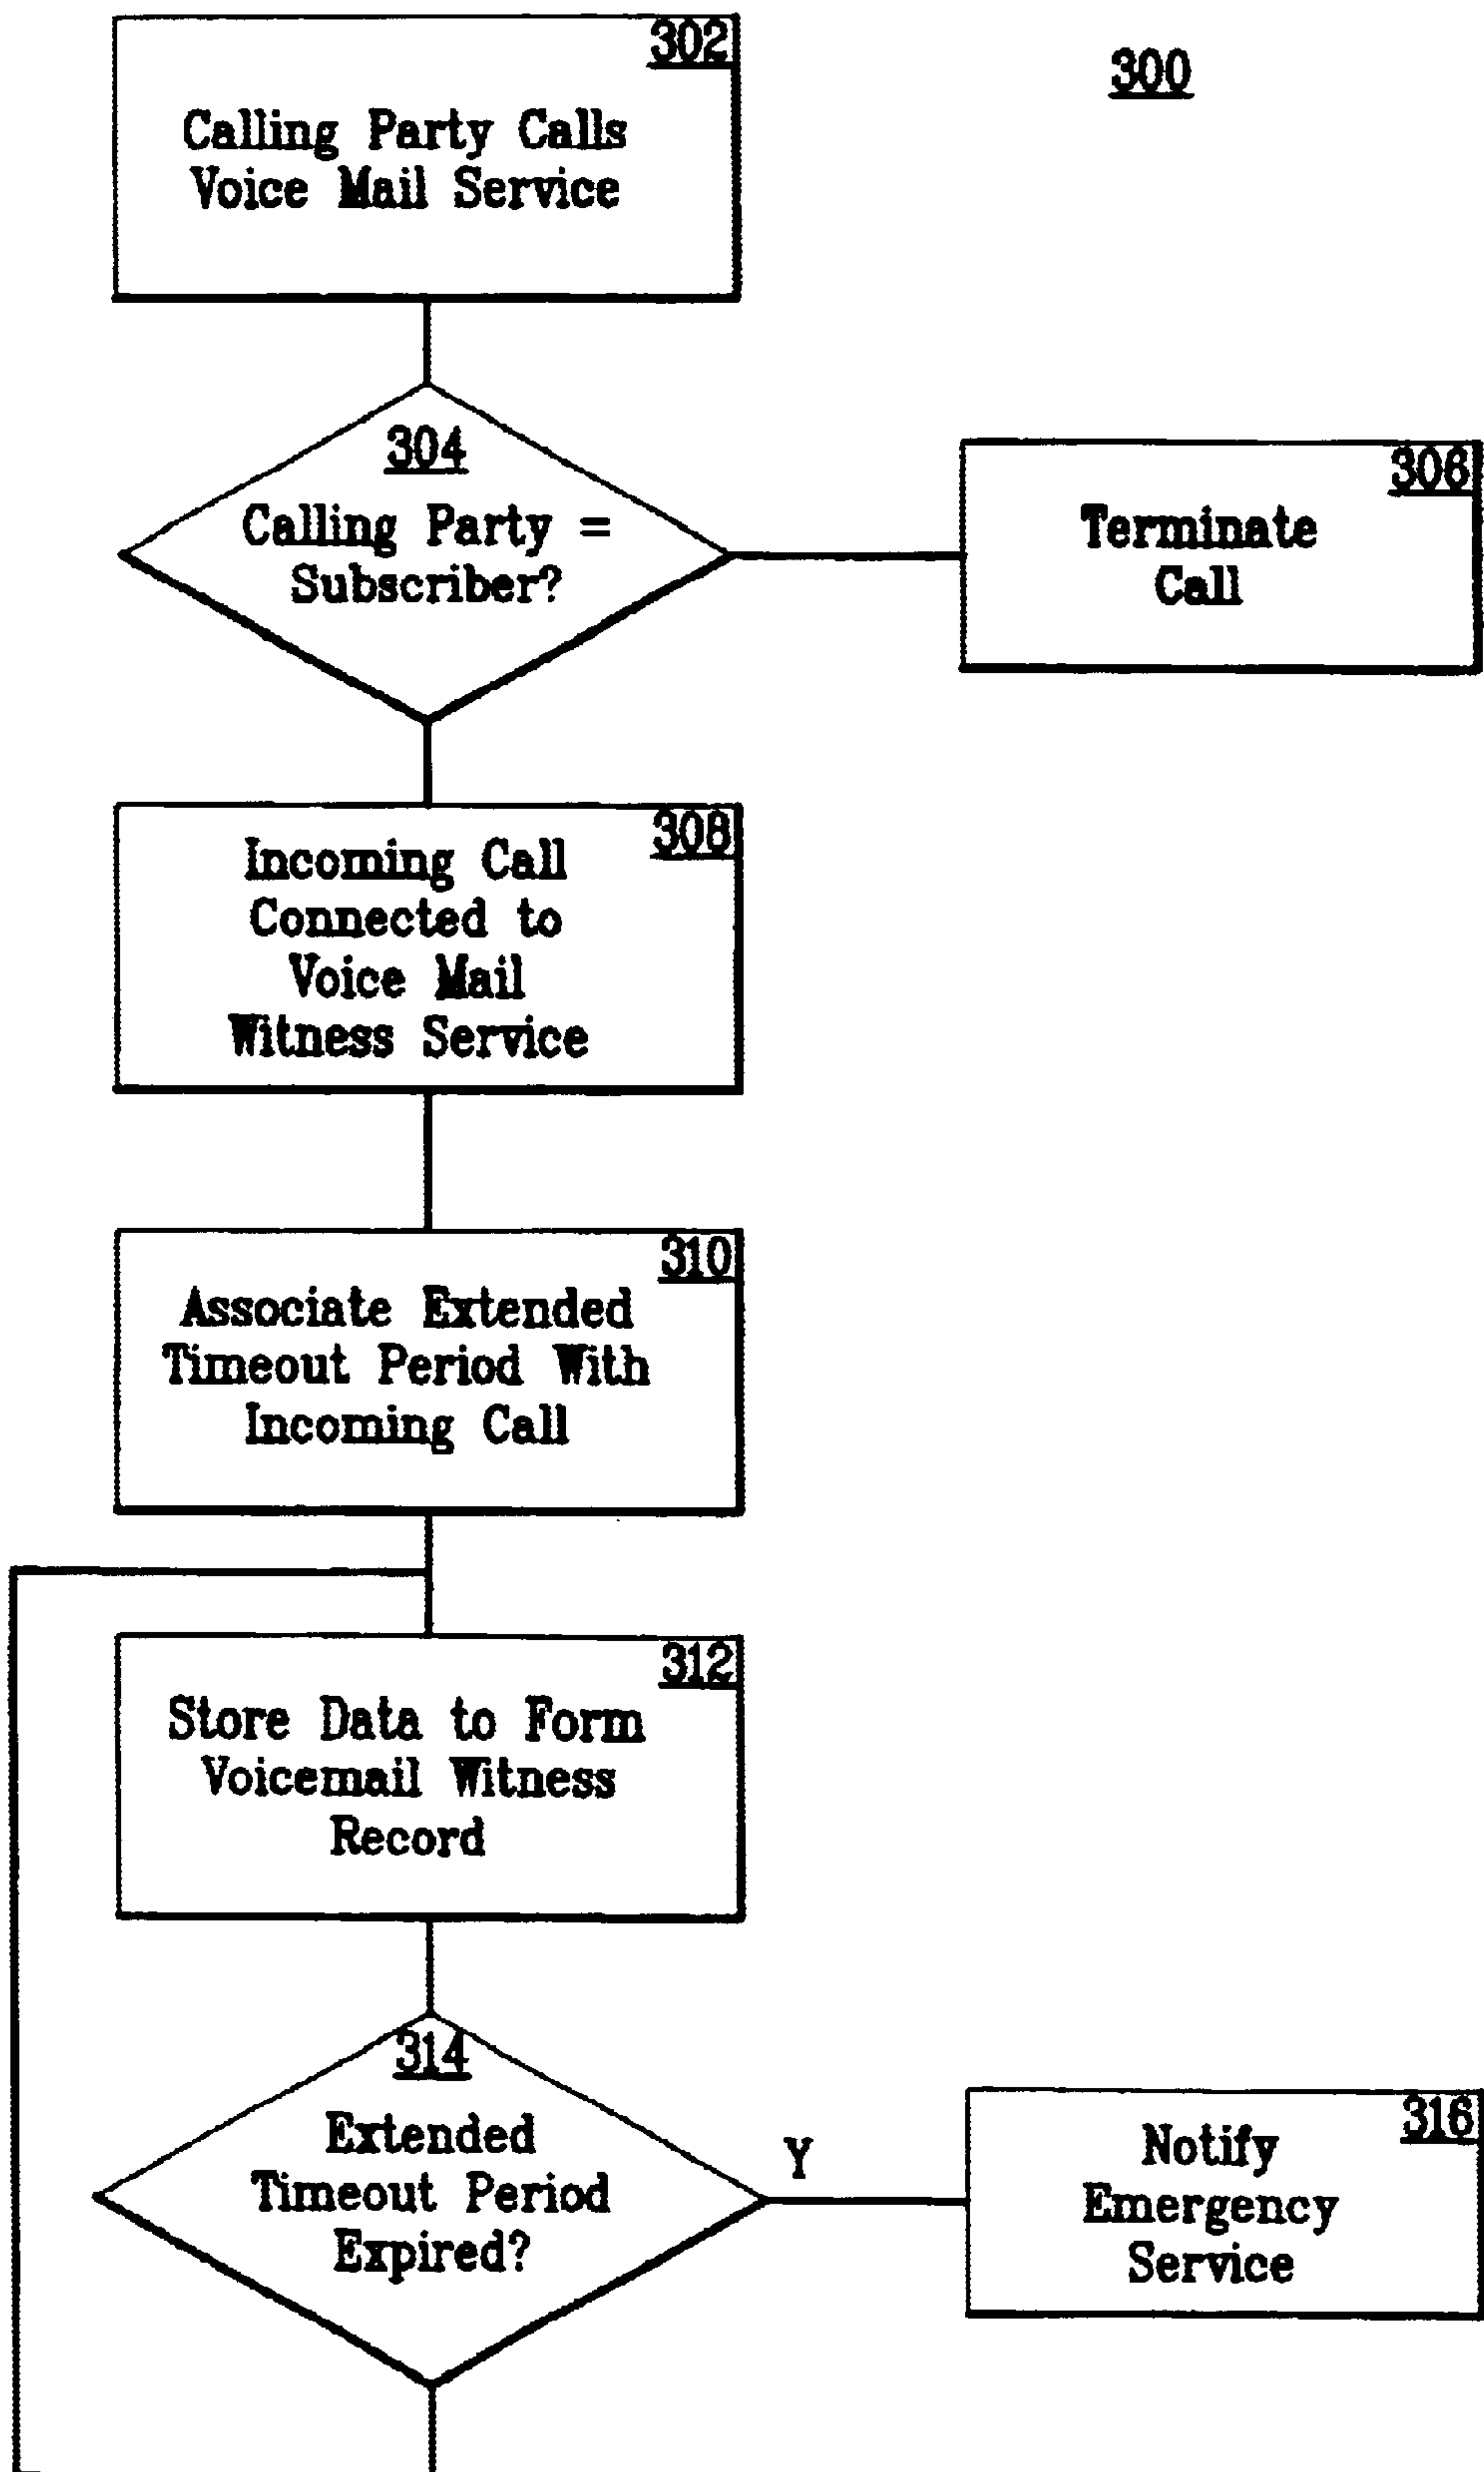 302
300
Calling Party Calls
Voice Mail Service
304
Calling Party =
Subscriber?
306
Terminate
Call
308
Incoming Call
Connected to
Voice Mail
Witness Service
310
Associate Extended
Timeout Period With
Incoming Call
312
Store Data to Form
Voicemail Witness
Record
314
Extended
Timeout Period
Expired?
Y
316
Notify
Emergency
Service